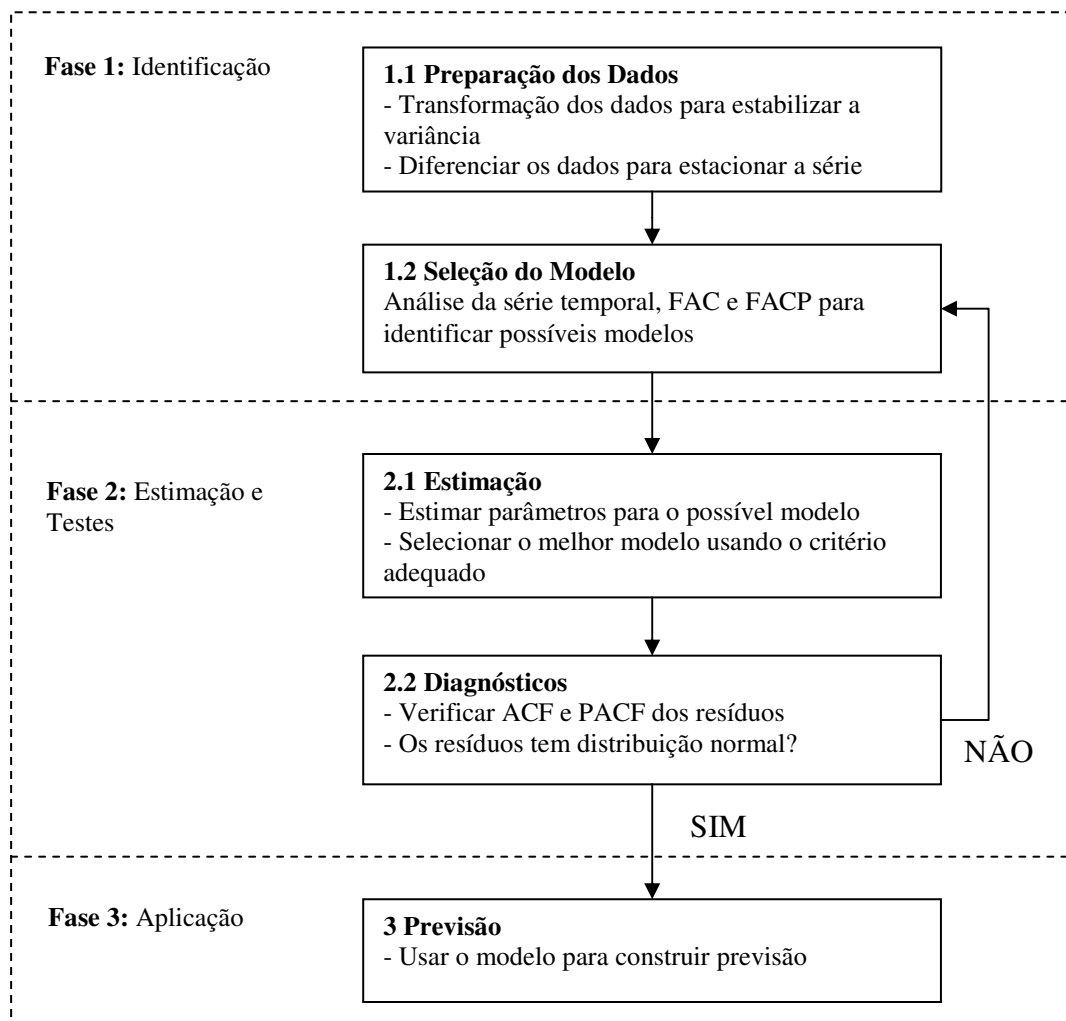 Fase 1: Identificação
1.1 Preparação dos Dados
- Transformação dos dados para estabilizar a
variância
- Diferenciar os dados para estacionar a série
1.2 Seleção do Modelo
Análise da série temporal, FAC e FACP para
identificar possíveis modelos
Fase 2: Estimação e
Testes
2.1 Estimação
- Estimar parâmetros para o possível modelo
- Selecionar o melhor modelo usando o critério
adequado
2.2 Diagnósticos
- Verificar ACF e PACF dos resíduos
- Os resíduos tem distribuição normal?
NÃO
SIM
Fase 3: Aplicação
3 Previsão
- Usar o modelo para construir previsão